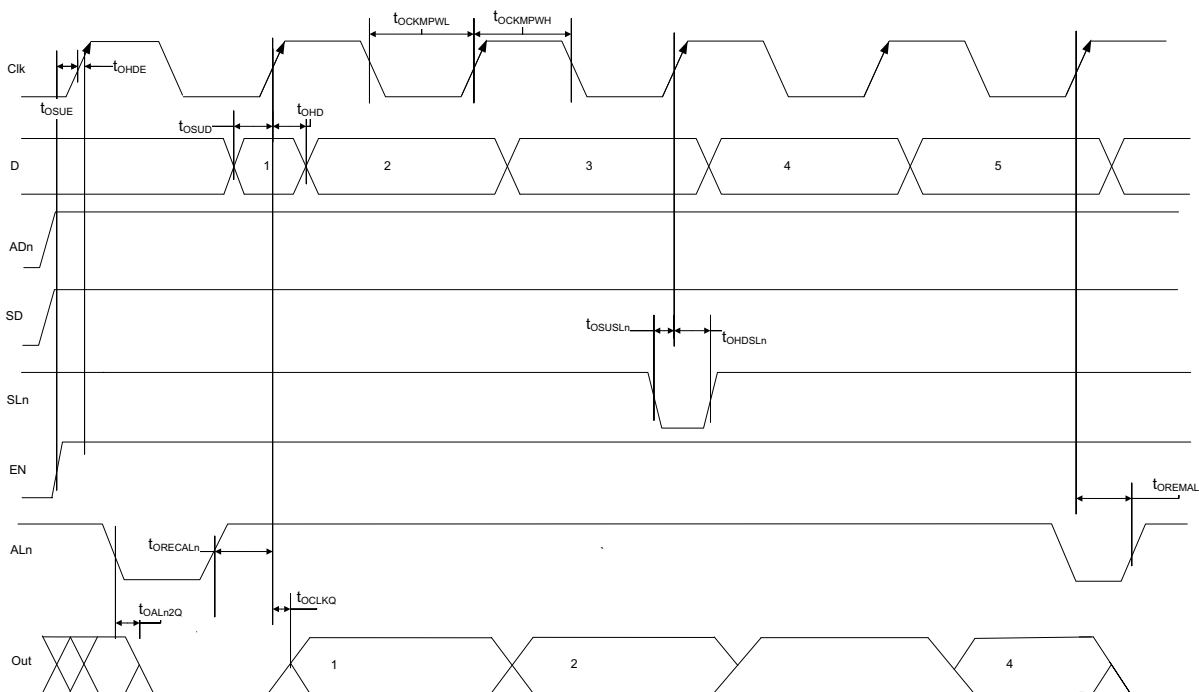 tOCKMPWL
tOCKMPWH
Clk
tOHDE
tOSUE
tOSUD
tOHD
D
1
2
3
4
5
ADn
SD
tOSUSLn
tOHDSLn
SLn
EN
tOREMAL
ALn
tORECALn
tOCLKQ
tOALn2Q
Out
1
2
4